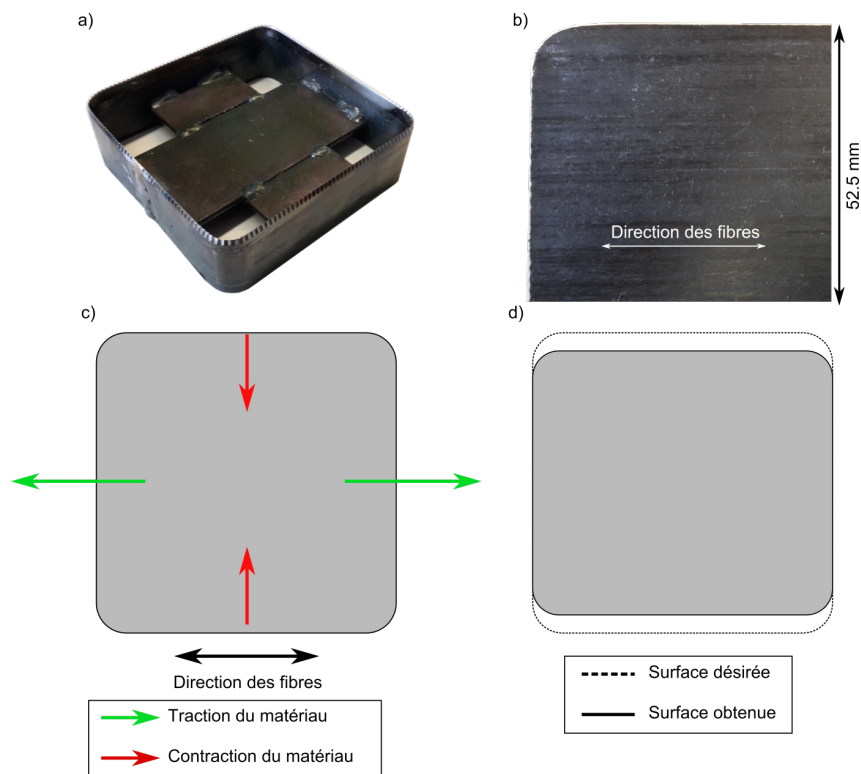 a)
b)
Direction des fibres
52.5 mm
c)
d)
Direction des fibres
Traction du matériau
Contraction du matériau
Surface désirée
Surface obtenue